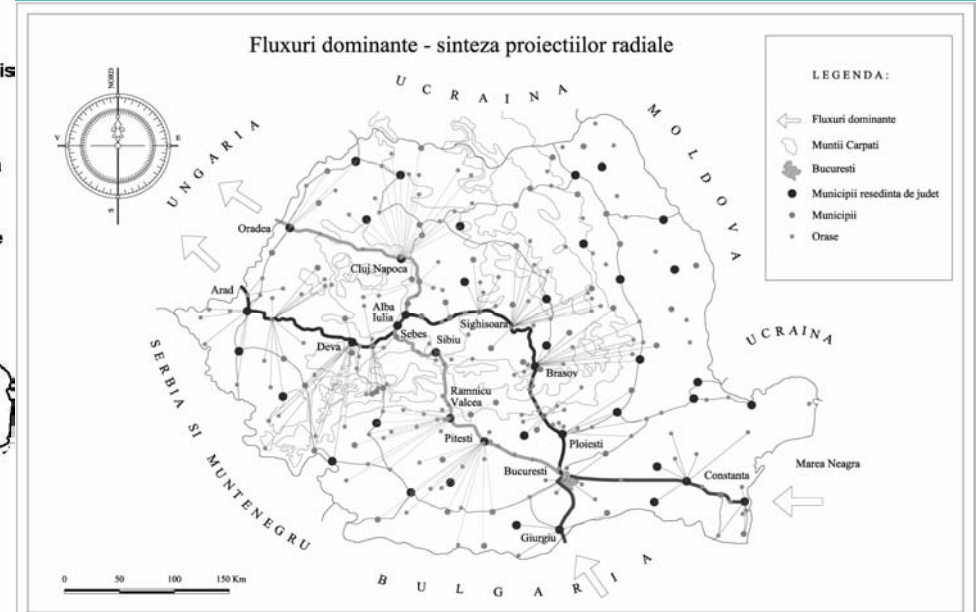 is
e
Fluxuri dominante - sinteza proiectiilor radiale
NORD
V
E
S
LEGENDA:
Fluxuri dominante
Muntii Carpati
Bucuresti
Municipii resedinta de judet
Municipii
Orase
UCRAINA
MOLDOVA
UNGARIA
Oradea
Cluj Napoca
Arad
Alba
Iulia
Sebes
Sighisoara
Sibiu
Deva
UCRAINA
Brasov
Ramnicu
Valcea
Pitesti
Ploiesti
Bucuresti
Constanta
Marea Neagra
Giurgiu
SERBIA SI MUNTENEGRU
BULGARIA
0 50 100 150 Km